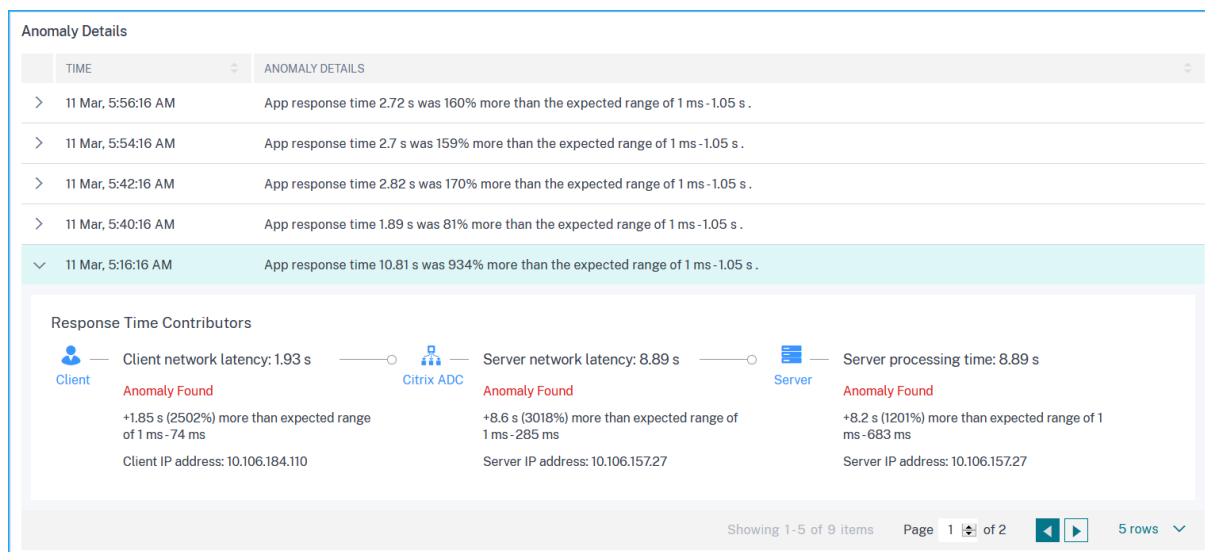 Anomaly Details
TIME ANOMALY DETAILS
11 Mar, 5:56:16 AM App response time 2.72 s was 160% more than the expected range of 1 ms-1.05 s .
11 Mar, 5:54:16 AM App response time 2.7 s was 159% more than the expected range of 1 ms-1.05 s .
11 Mar, 5:42:16 AM App response time 2.82 s was 170% more than the expected range of 1 ms-1.05 s .
11 Mar, 5:40:16 AM App response time 1.89 s was 81% more than the expected range of 1 ms-1.05 s .
11 Mar, 5:16:16 AM App response time 10.81 s was 934% more than the expected range of 1 ms-1.05 s .
Response Time Contributors
Client
Client network latency: 1.93 s
Anomaly Found
+1.85 s (2502%) more than expected range
of 1 ms-74 ms
Client IP address: 10.106.184.110
Citrix ADC
Server network latency: 8.89 s
Anomaly Found
+8.6 s (3018%) more than expected range of
1 ms-285 ms
Server IP address: 10.106.157.27
Server
Server processing time: 8.89 s
Anomaly Found
+8.2 s (1201%) more than expected range of 1
ms-683 ms
Server IP address: 10.106.157.27
Showing 1-5 of 9 items Page 1 of 2 5 rows